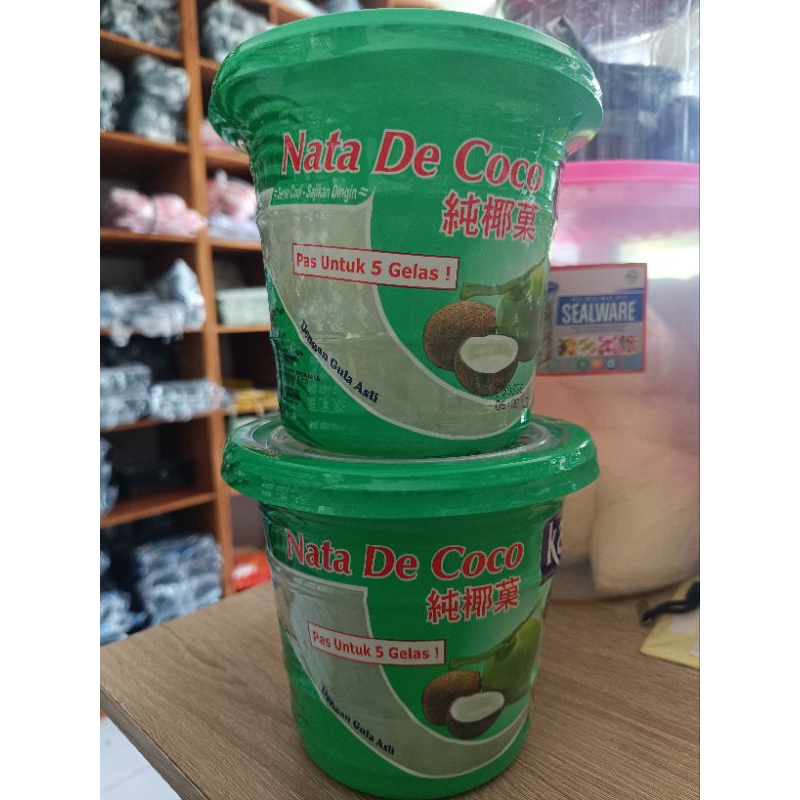 Nata De Coco
Serve Cool - Sajikan Dingin
純椰菓
Pas Untuk 5 Gelas !
Dengan Gula Asli
SEALWARE
Nata De Coco
純椰菓
Pas Untuk 5 Gelas !
Dengan Gula Asli